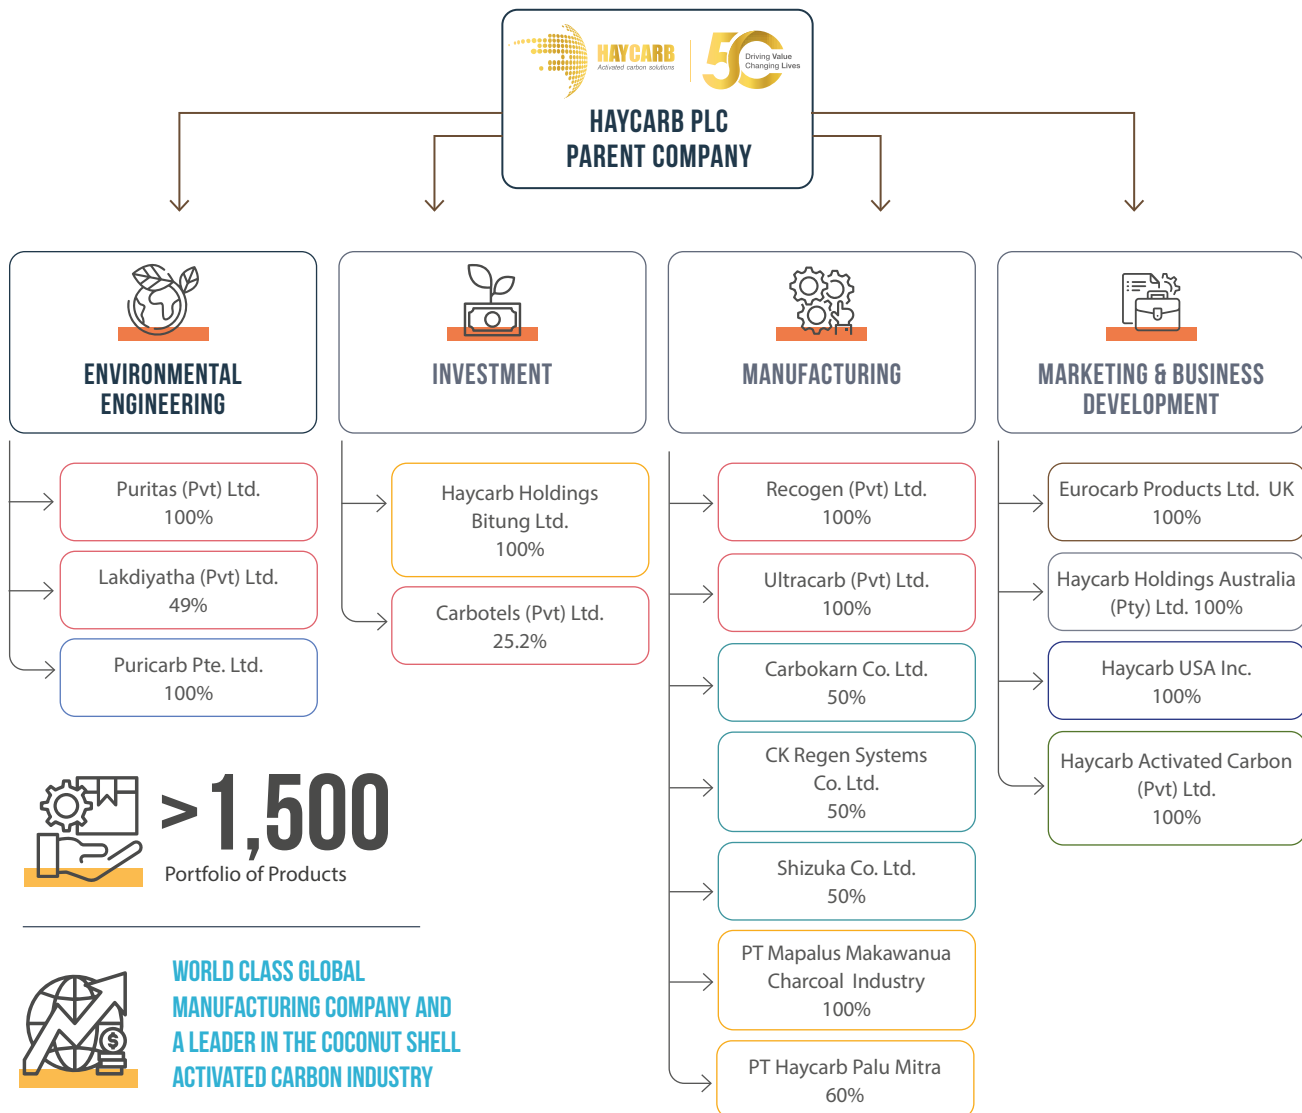 HAYCARB
Activated carbon solutions
50
Driving Value
Changing Lives
HAYCARB PLC
PARENT COMPANY
ENVIRONMENTAL
ENGINEERING
Puritas (Pvt) Ltd.
100%
Lakdiyatha (Pvt) Ltd.
49%
Puricarb Pte. Ltd.
100%
INVESTMENT
Haycarb Holdings
Bitung Ltd.
100%
Carbotels (Pvt) Ltd.
25.2%
MANUFACTURING
Recogen (Pvt) Ltd.
100%
Ultracarb (Pvt) Ltd.
100%
Carbokarn Co. Ltd.
50%
CK Regen Systems
Co. Ltd.
50%
Shizuka Co. Ltd.
50%
PT Mapalus Makawanua
Charcoal Industry
100%
PT Haycarb Palu Mitra
60%
MARKETING & BUSINESS
DEVELOPMENT
Eurocarb Products Ltd. UK
100%
Haycarb Holdings Australia
(Pty) Ltd. 100%
Haycarb USA Inc.
100%
Haycarb Activated Carbon
(Pvt) Ltd.
100%
>1,500
Portfolio of Products
$
WORLD CLASS GLOBAL
MANUFACTURING COMPANY AND
A LEADER IN THE COCONUT SHELL
ACTIVATED CARBON INDUSTRY